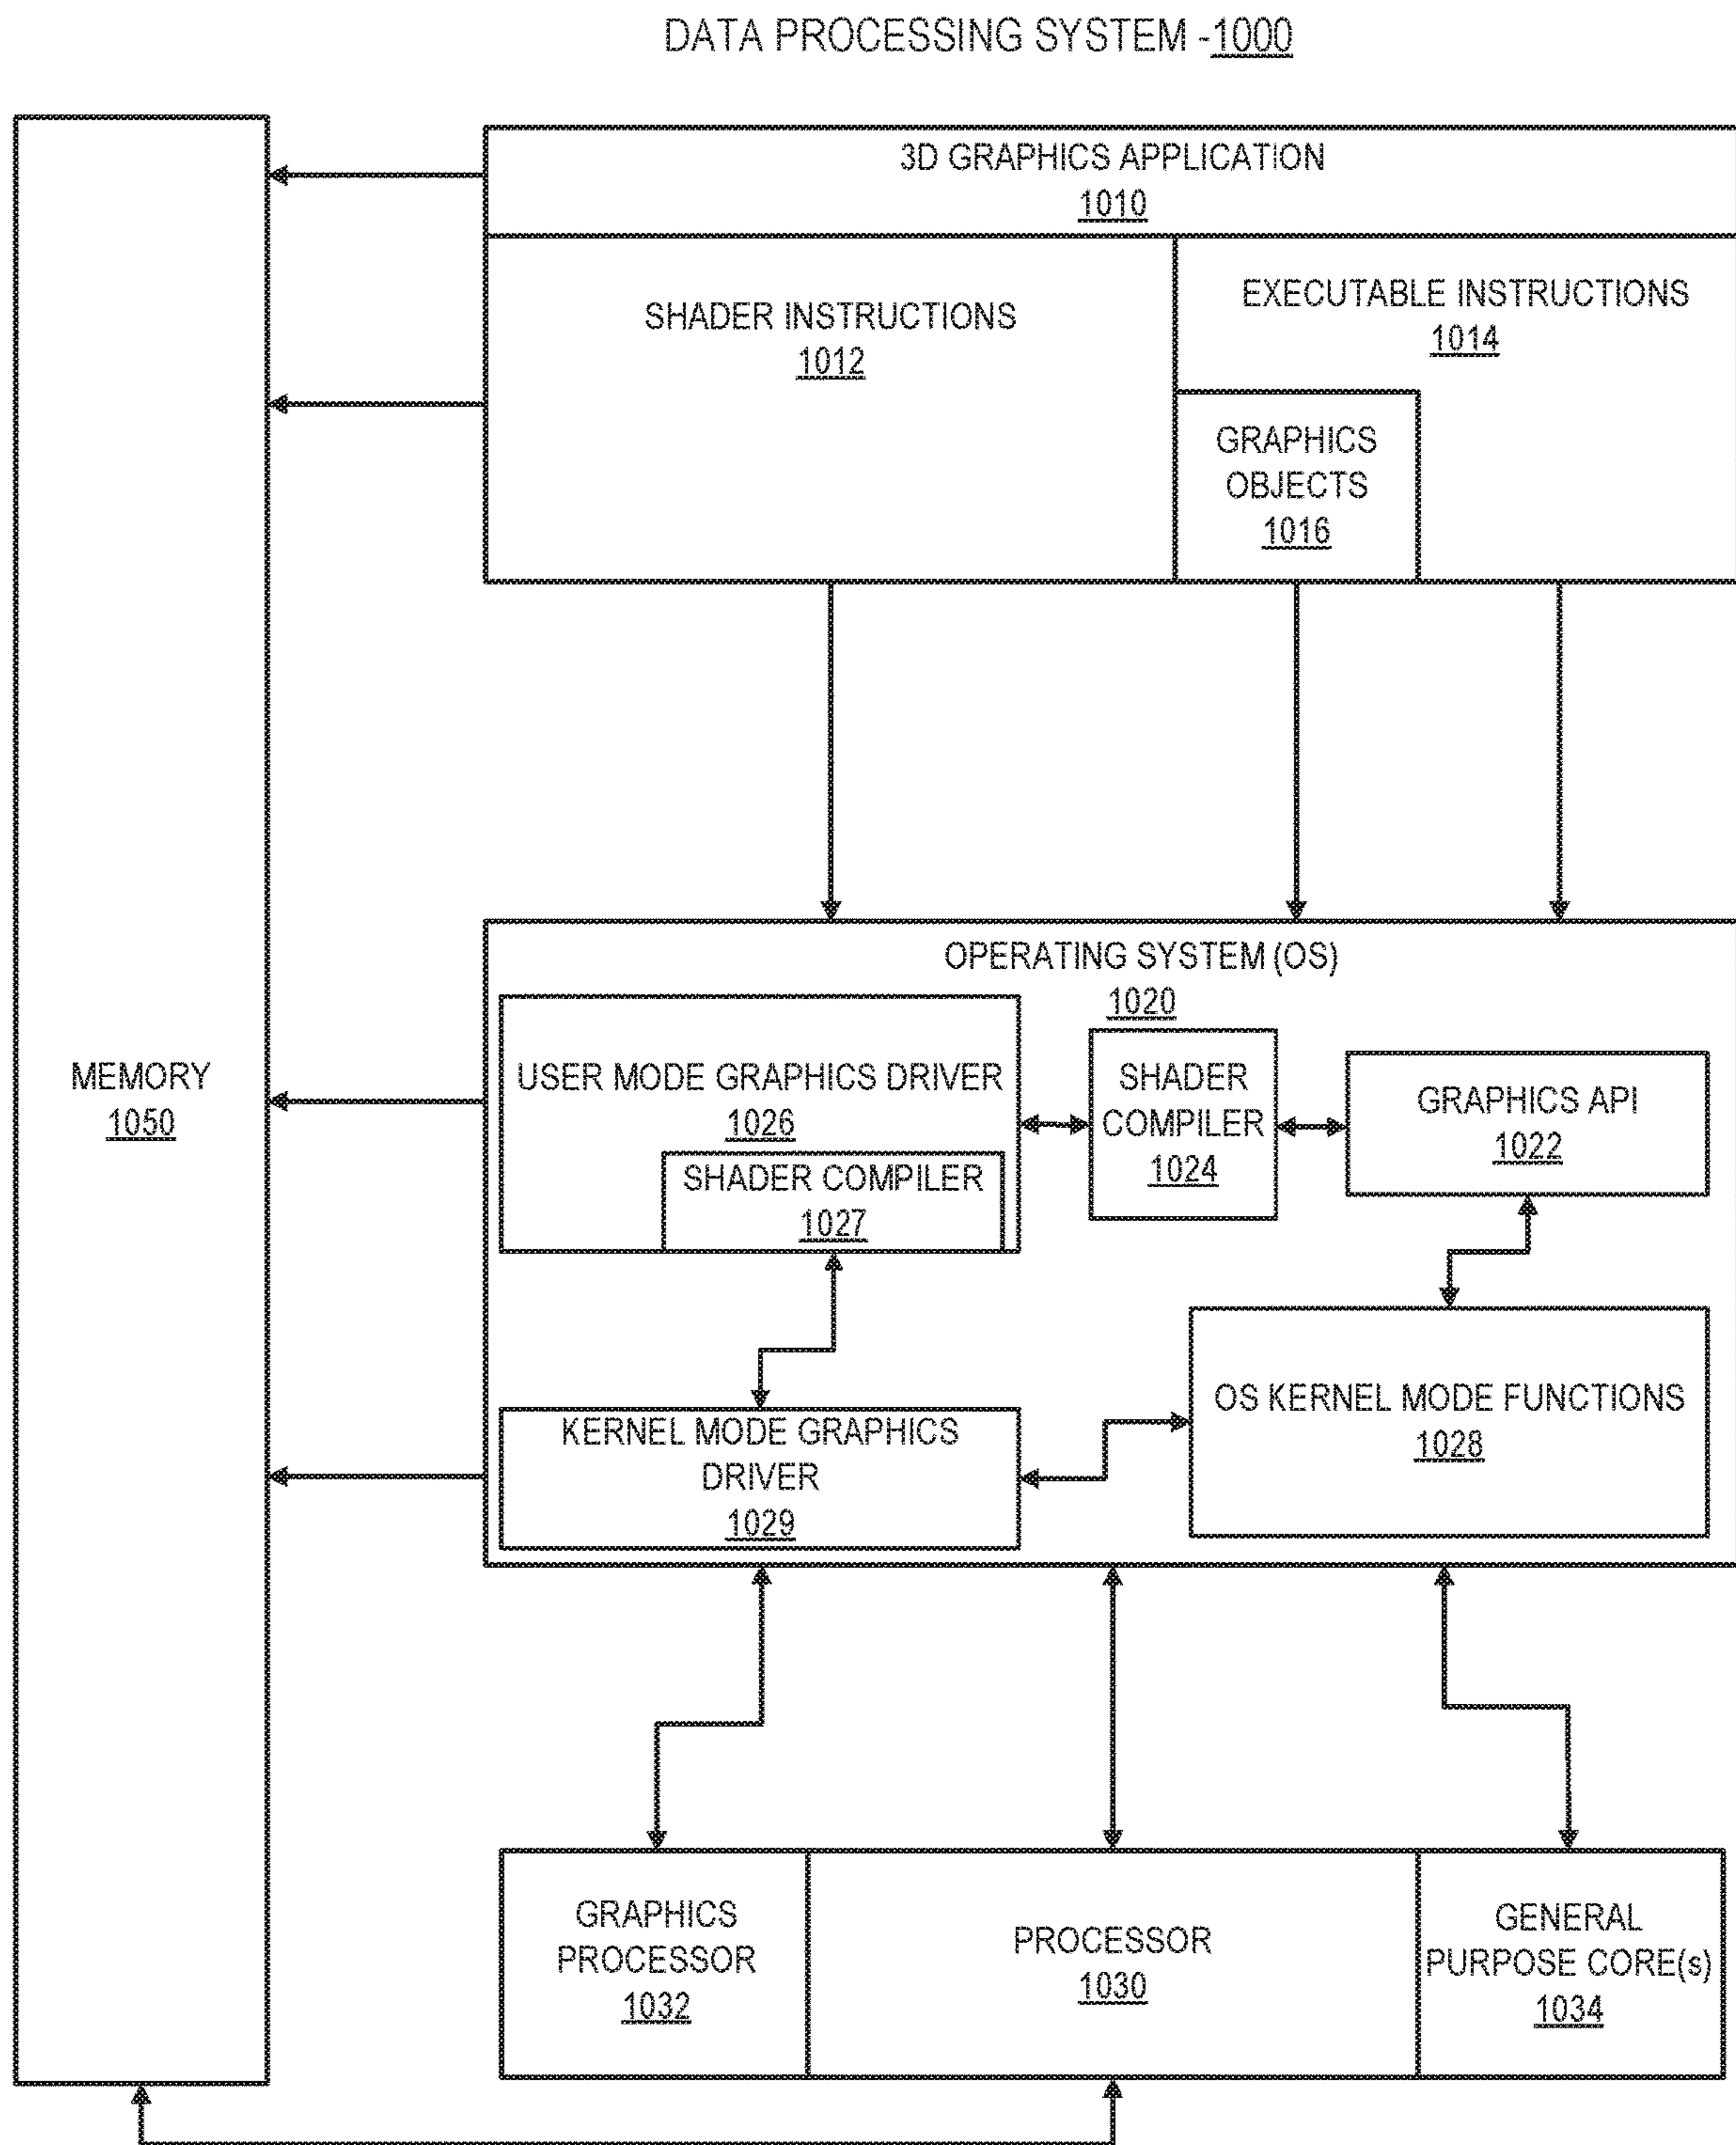 DATA PROCESSING SYSTEM -1000
3D GRAPHICS APPLICATION
1010
SHADER INSTRUCTIONS
1012
EXECUTABLE INSTRUCTIONS
1014
GRAPHICS
OBJECTS
1016
MEMORY
1050
OPERATING SYSTEM (OS)
1020
USER MODE GRAPHICS DRIVER
1026
SHADER COMPILER
1027
SHADER
COMPILER
1024
GRAPHICS API
1022
KERNEL MODE GRAPHICS
DRIVER
1029
OS KERNEL MODE FUNCTIONS
1028
GRAPHICS
PROCESSOR
1032
PROCESSOR
1030
GENERAL
PURPOSE CORE(s)
1034